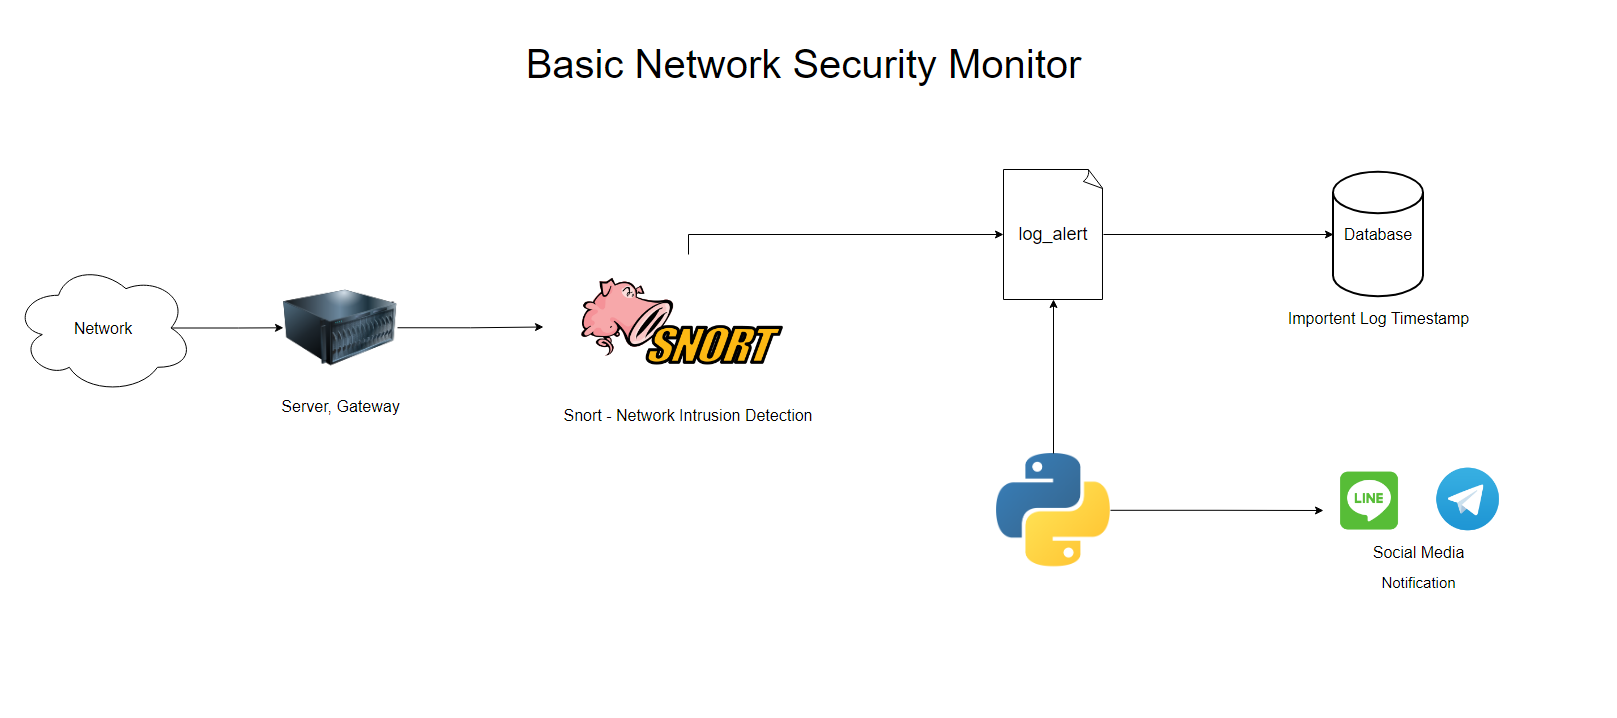 Basic Network Security Monitor
log_alert
Database
Importent Log Timestamp
Network
SNORT
Server, Gateway
Snort - Network Intrusion Detection
LINE
Social Media
Notification